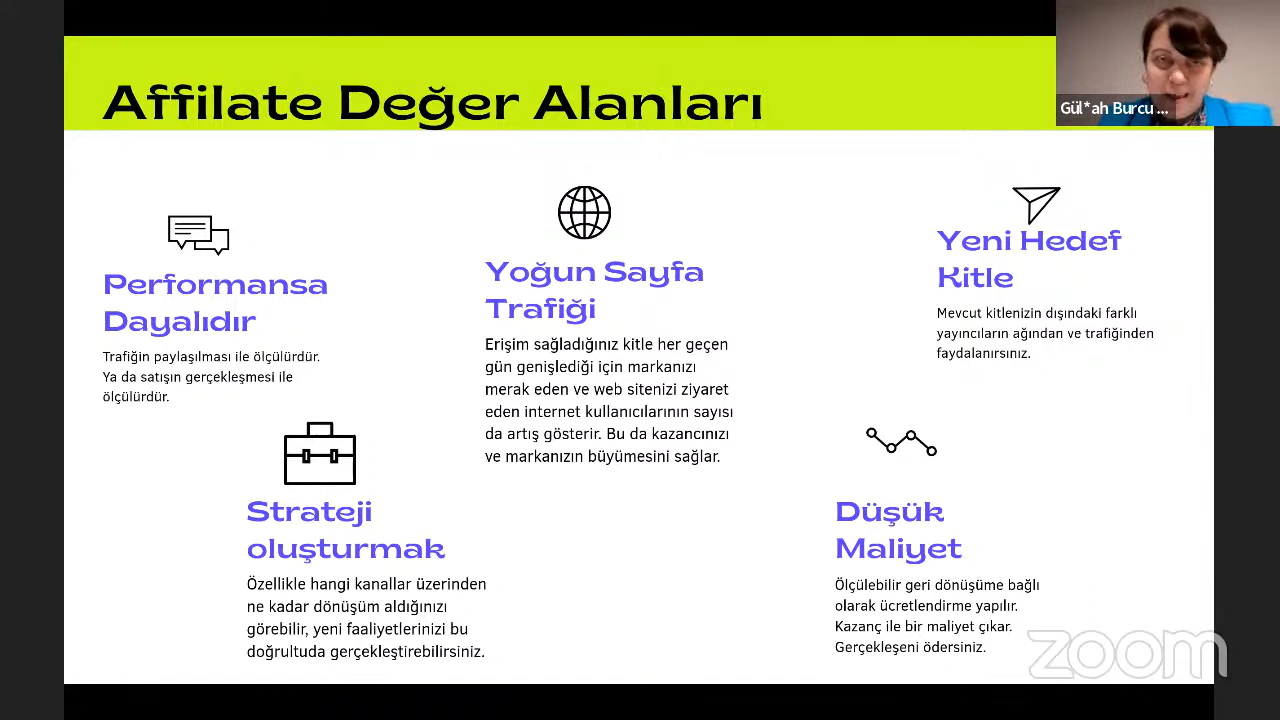 Affilate Değer Alanları
Gül*ah Burcu ...
Performansa
Dayalıdır
Trafiğin paylaşılması ile ölçülürdür.
Ya da satışın gerçekleşmesi ile
ölçülürdür.
Yoğun Sayfa
Trafiği
Erişim sağladığınız kitle her geçen
gün genişlediği için markanızı
merak eden ve web sitenizi ziyaret
eden internet kullanıcılarının sayısı
da artış gösterir. Bu da kazancınızı
ve markanızın büyümesini sağlar.
Yeni Hedef
Kitle
Mevcut kitlenizin dışındaki farklı
yayıncıların ağından ve trafiğinden
faydalanırsınız.
Strateji
oluşturmak
Özellikle hangi kanallar üzerinden
ne kadar dönüşüm aldığınızı
görebilir, yeni faaliyetlerinizi bu
doğrultuda gerçekleştirebilirsiniz.
Düşük
Maliyet
Ölçülebilir geri dönüşüme bağlı
olarak ücretlendirme yapılır.
Kazanç ile bir maliyet çıkar.
Gerçekleşeni ödersiniz.
zoom